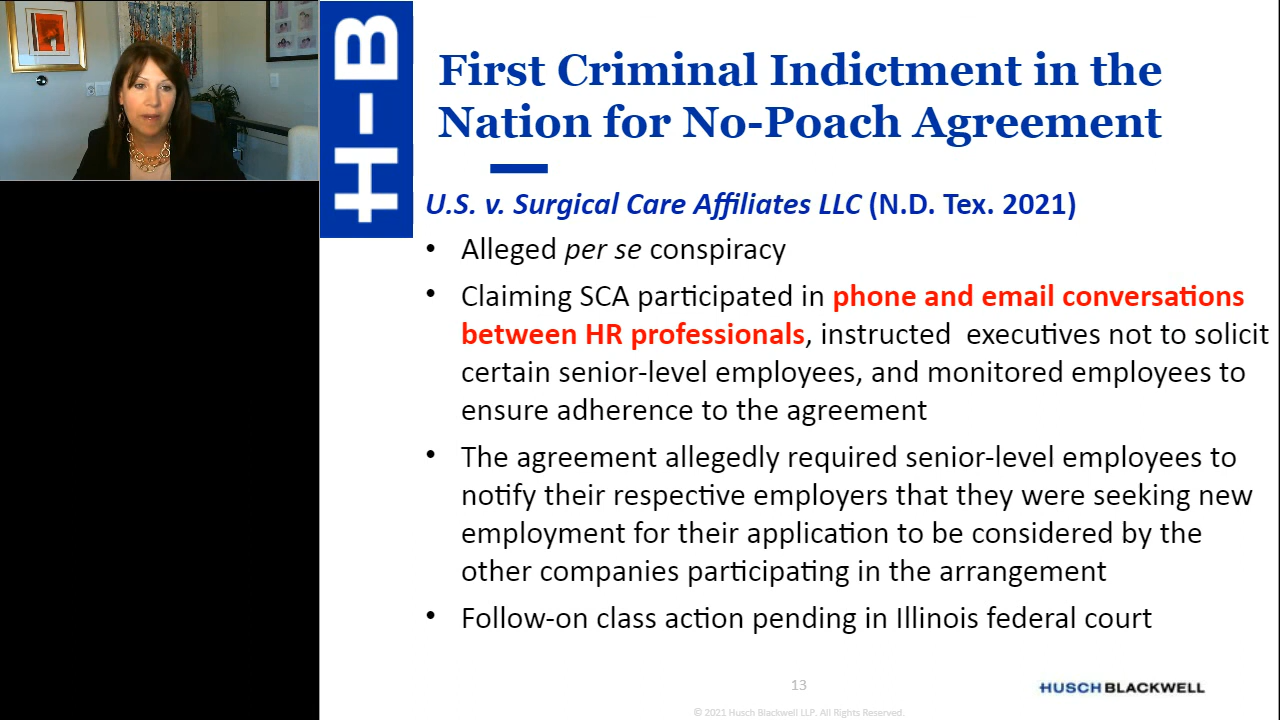 H-B
First Criminal Indictment in the
Nation for No-Poach Agreement
U.S. v. Surgical Care Affiliates LLC (N.D. Tex. 2021)
• Alleged per se conspiracy
• Claiming SCA participated in phone and email conversations
between HR professionals, instructed  executives not to solicit
certain senior-level employees, and monitored employees to
ensure adherence to the agreement
• The agreement allegedly required senior-level employees to
notify their respective employers that they were seeking new
employment for their application to be considered by the
other companies participating in the arrangement
• Follow-on class action pending in Illinois federal court
13
HUSCH BLACKWELL
© 2021 Husch Blackwell LLP. All Rights Reserved.